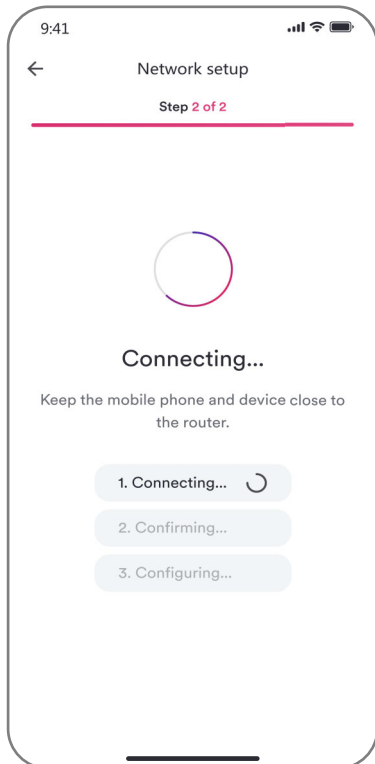 9:41
Network setup
Step 2 of 2
Connecting...
Keep the mobile phone and device close to
the router.
1. Connecting...
2. Confirming...
3. Configuring...